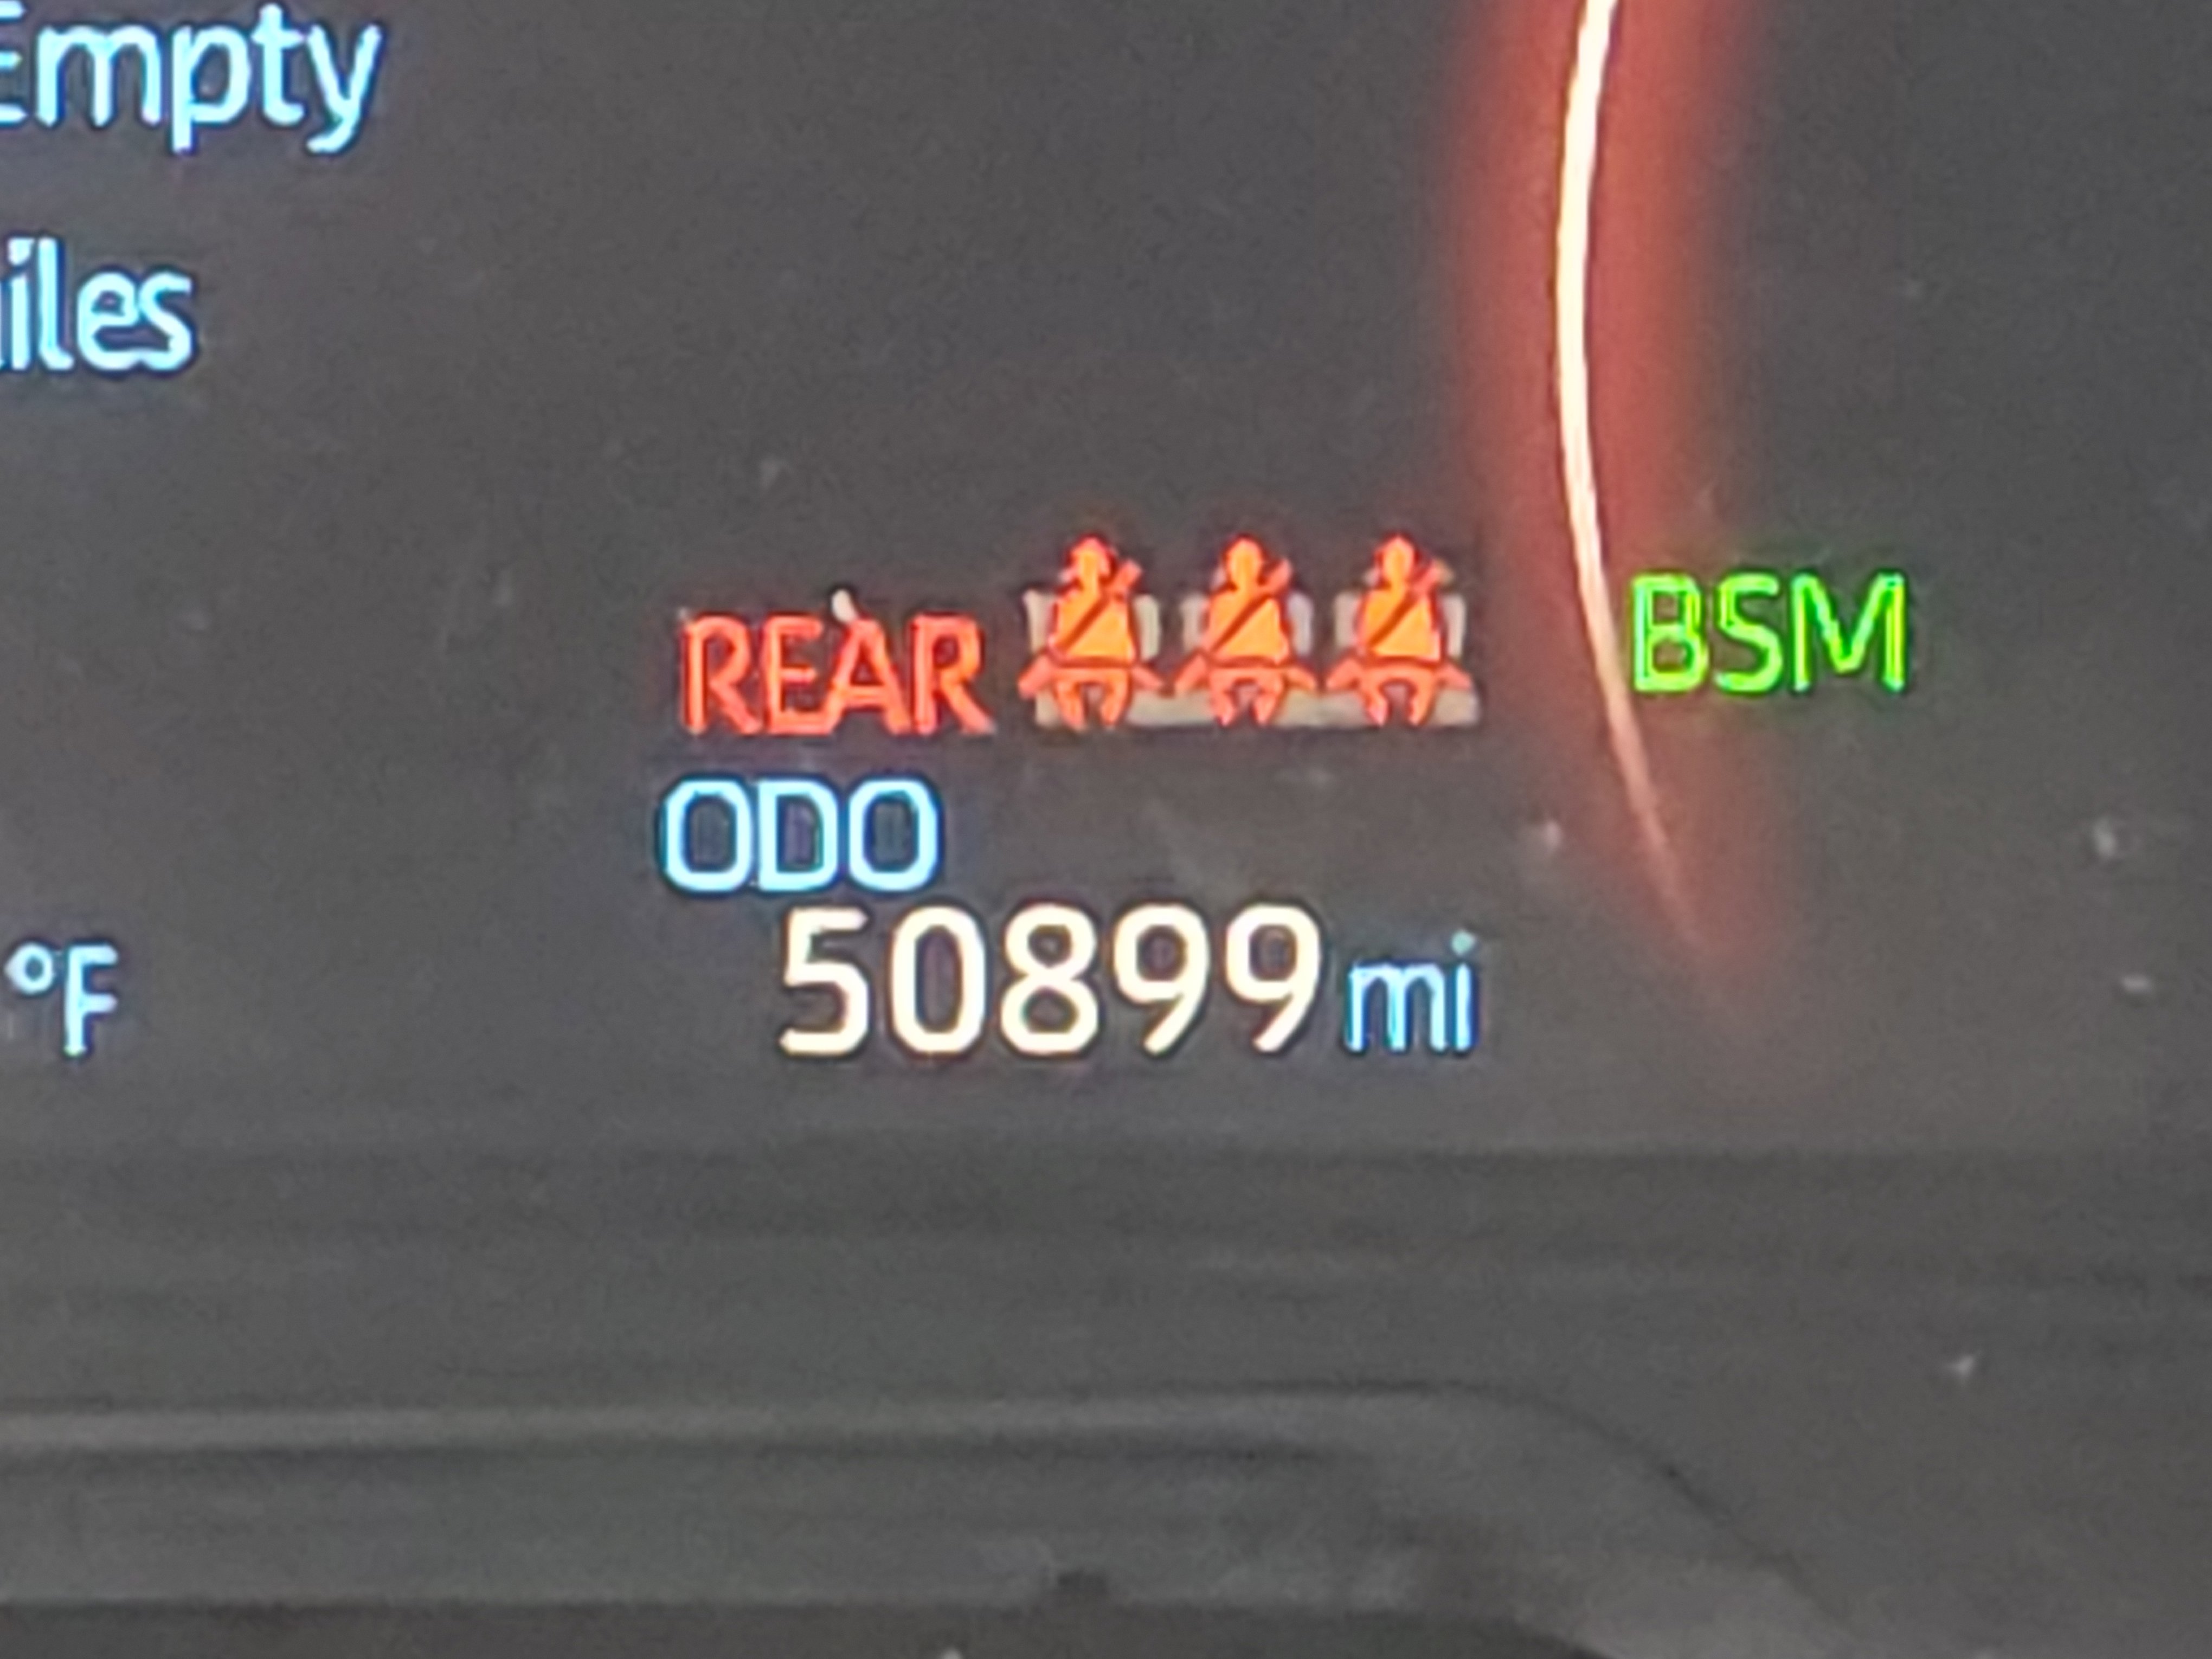 Empty
iles
REAR
BSM
ODO
50899 mi
°F